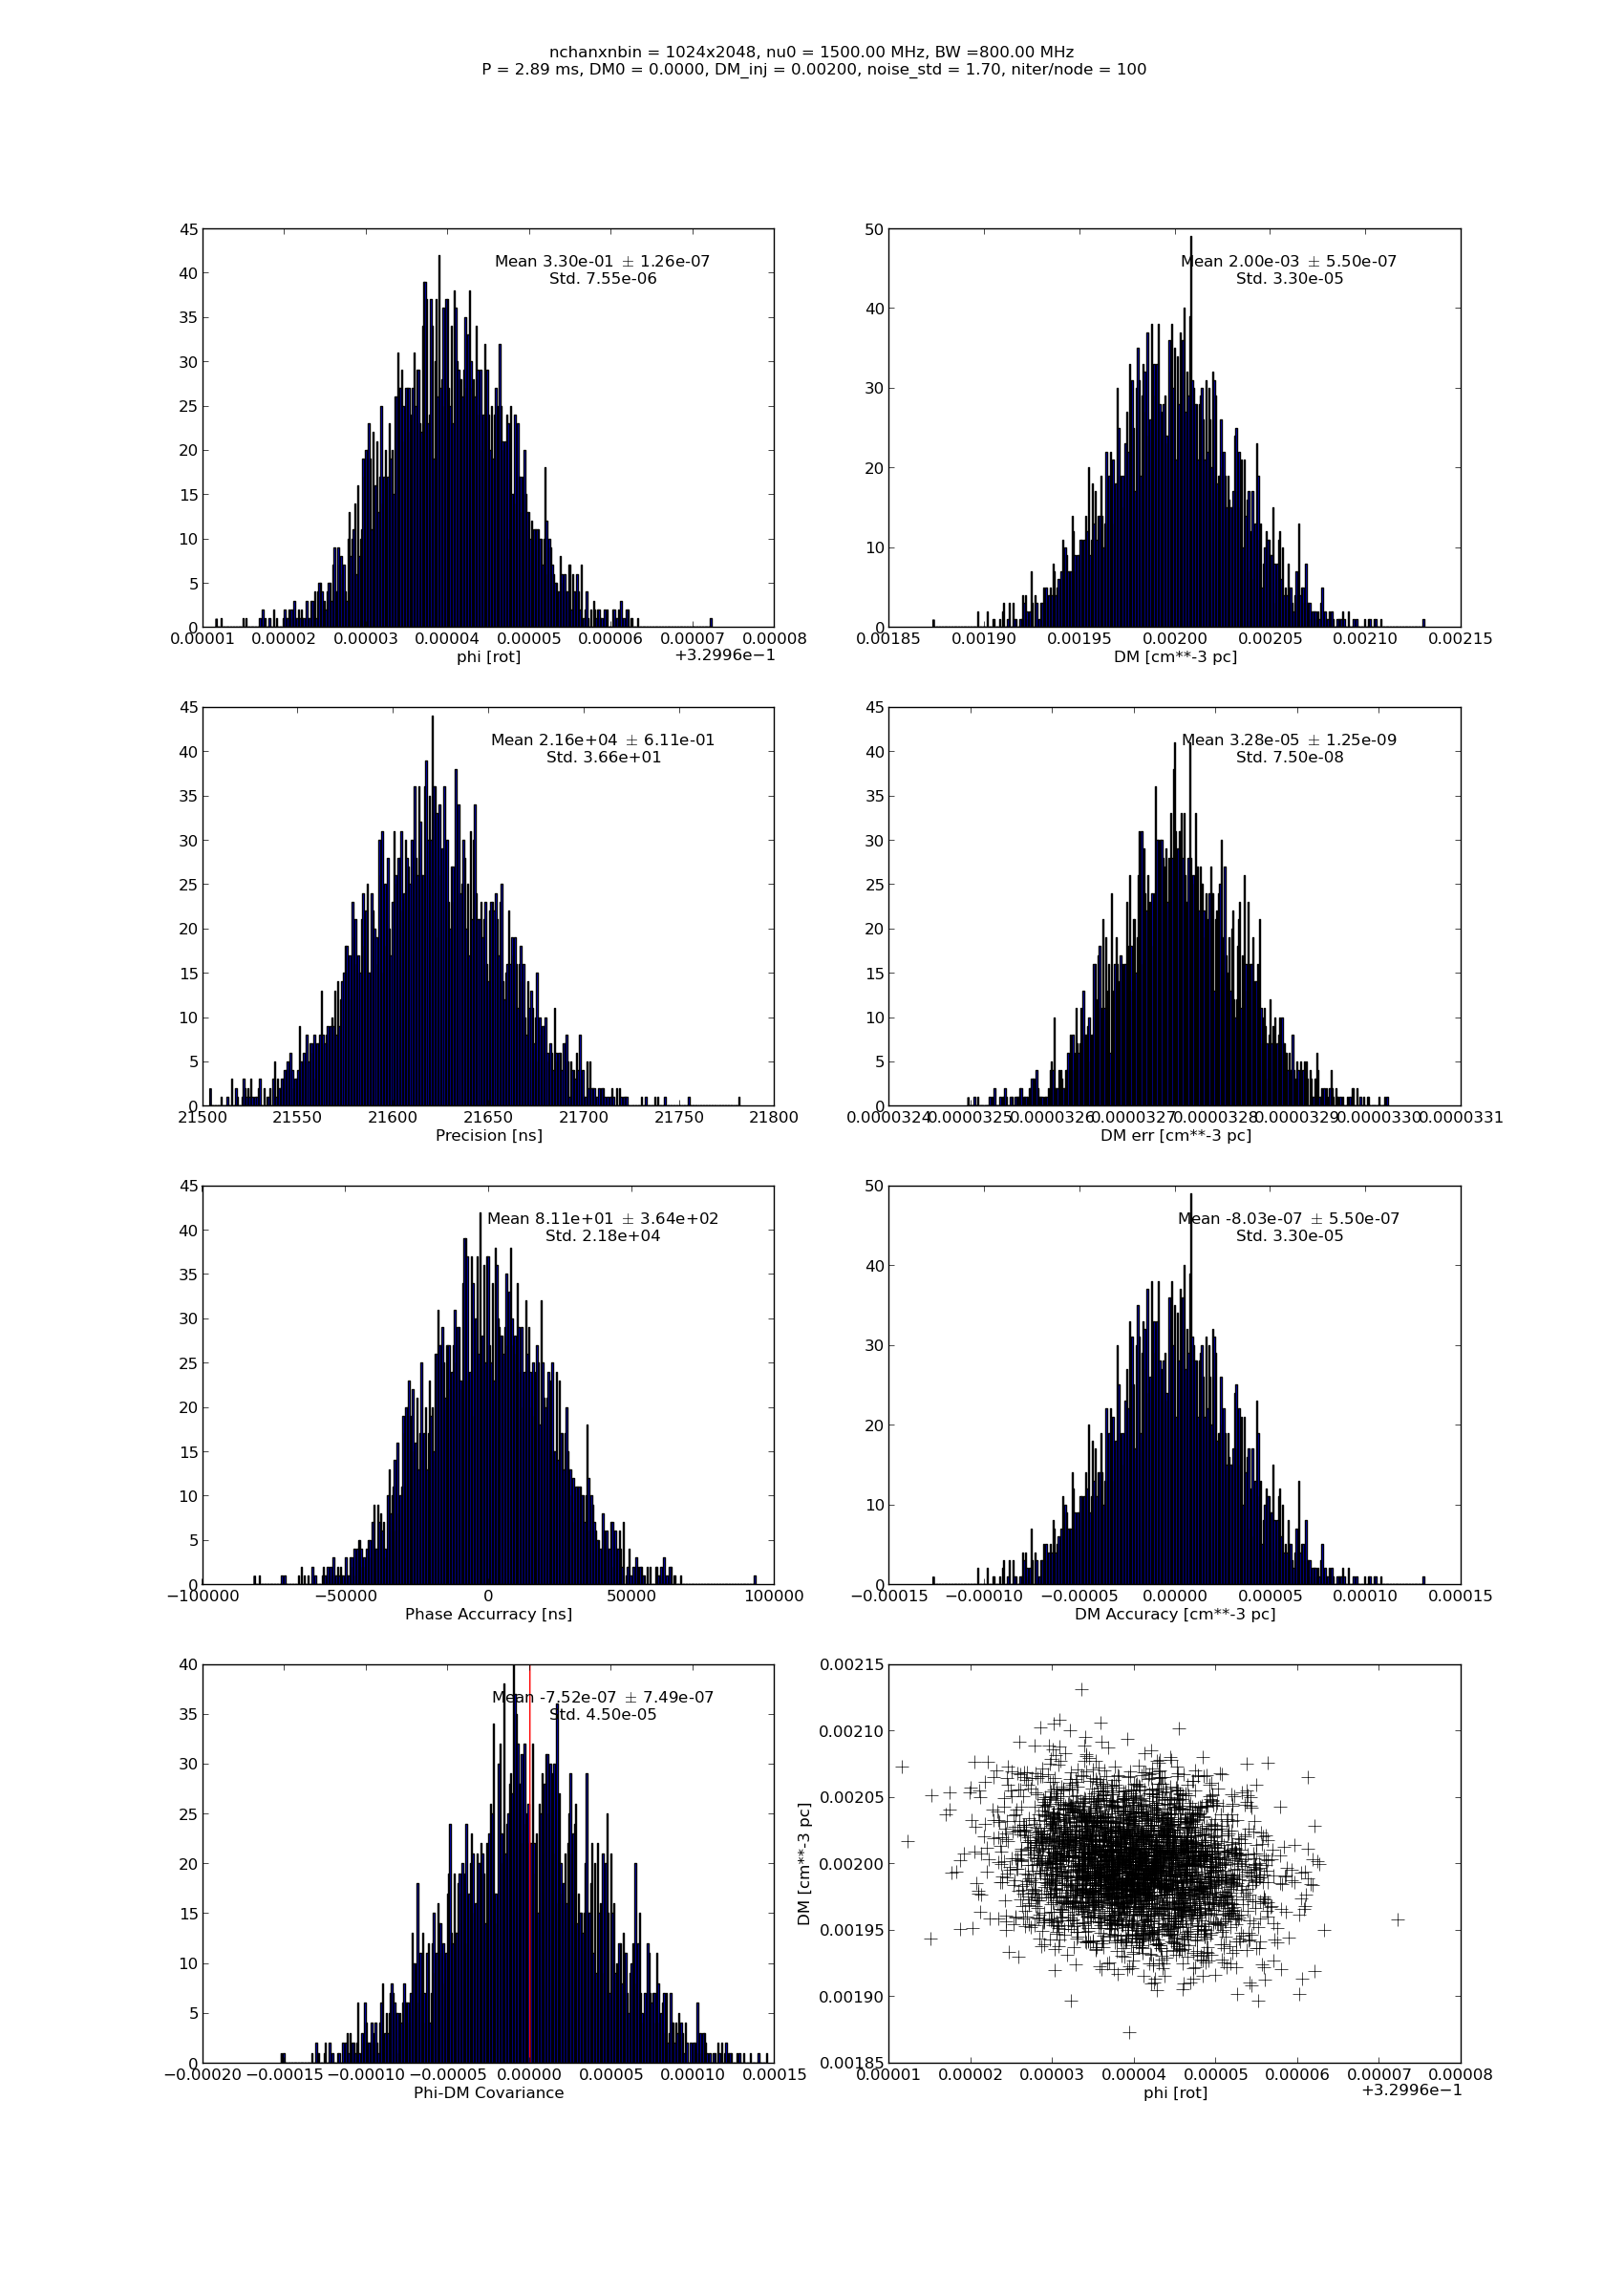 nchanxnbin = 1024x2048, nu0 = 1500.00 MHz, BW =800.00 MHz
P = 2.89 ms, DM0 = 0.0000, DM_inj = 0.00200, noise_std = 1.70, niter/node = 100
45
40
35
30
25
20
15
10
5
0
Mean 3.30e-01 ± 1.26e-07
Std. 7.55e-06
0.00001 0.00002 0.00003 0.00004 0.00005 0.00006 0.00007 0.00008
phi [rot]
+3.2996e−1
50
40
30
20
10
0
Mean 2.00e-03 ± 5.50e-07
Std. 3.30e-05
0.00185 0.00190 0.00195 0.00200 0.00205 0.00210 0.00215
DM [cm**-3 pc]
45
40
35
30
25
20
15
10
5
0
Mean 2.16e+04 ± 6.11e-01
Std. 3.66e+01
21500 21550 21600 21650 21700 21750 21800
Precision [ns]
45
40
35
30
25
20
15
10
5
0
Mean 3.28e-05 ± 1.25e-09
Std. 7.50e-08
0.0000324 0.0000325 0.0000326 0.0000327 0.0000328 0.0000329 0.0000330 0.0000331
DM err [cm**-3 pc]
45
40
35
30
25
20
15
10
5
0
Mean 8.11e+01 ± 3.64e+02
Std. 2.18e+04
−100000 −50000 0 50000 100000
Phase Accurracy [ns]
50
40
30
20
10
0
Mean -8.03e-07 ± 5.50e-07
Std. 3.30e-05
−0.00015 −0.00010 −0.00005 0.00000 0.00005 0.00010 0.00015
DM Accuracy [cm**-3 pc]
40
35
30
25
20
15
10
5
0
Mean -7.52e-07 ± 7.49e-07
Std. 4.50e-05
−0.00020 −0.00015 −0.00010 −0.00005 0.00000 0.00005 0.00010 0.00015
Phi-DM Covariance
0.00215
0.00210
0.00205
0.00200
0.00195
0.00190
0.00185
DM [cm**-3 pc]
0.00001 0.00002 0.00003 0.00004 0.00005 0.00006 0.00007 0.00008
phi [rot]
+3.2996e−1